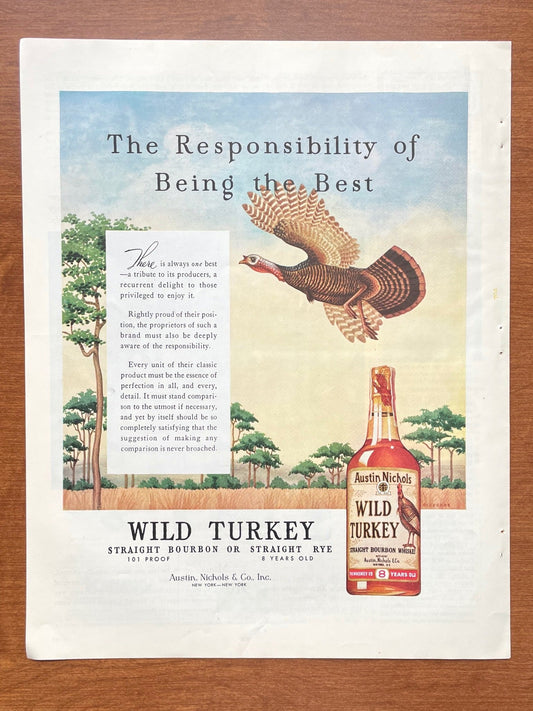 The Responsibility of
Being the Best
There is always one best
—a tribute to its producers, a
recurrent delight to those
privileged to enjoy it.
Rightly proud of their posi-
tion, the proprietors of such a
brand must also be deeply
aware of the responsibility.
Every unit of their classic
product must be the essence of
perfection in all, and every,
detail. It must stand compari-
son to the utmost if necessary,
and yet by itself should be so
completely satisfying that the
suggestion of making any
comparison is never broached.
Austin Nichols
WILD
TURKEY
STRAIGHT BOURBON WHISKEY
Austin, Nichols & Co.
8 YEARS OLD
WILD TURKEY
STRAIGHT BOURBON OR STRAIGHT RYE
101 PROOF 8 YEARS OLD
Austin, Nichols & Co., Inc.
NEW YORK—NEW YORK